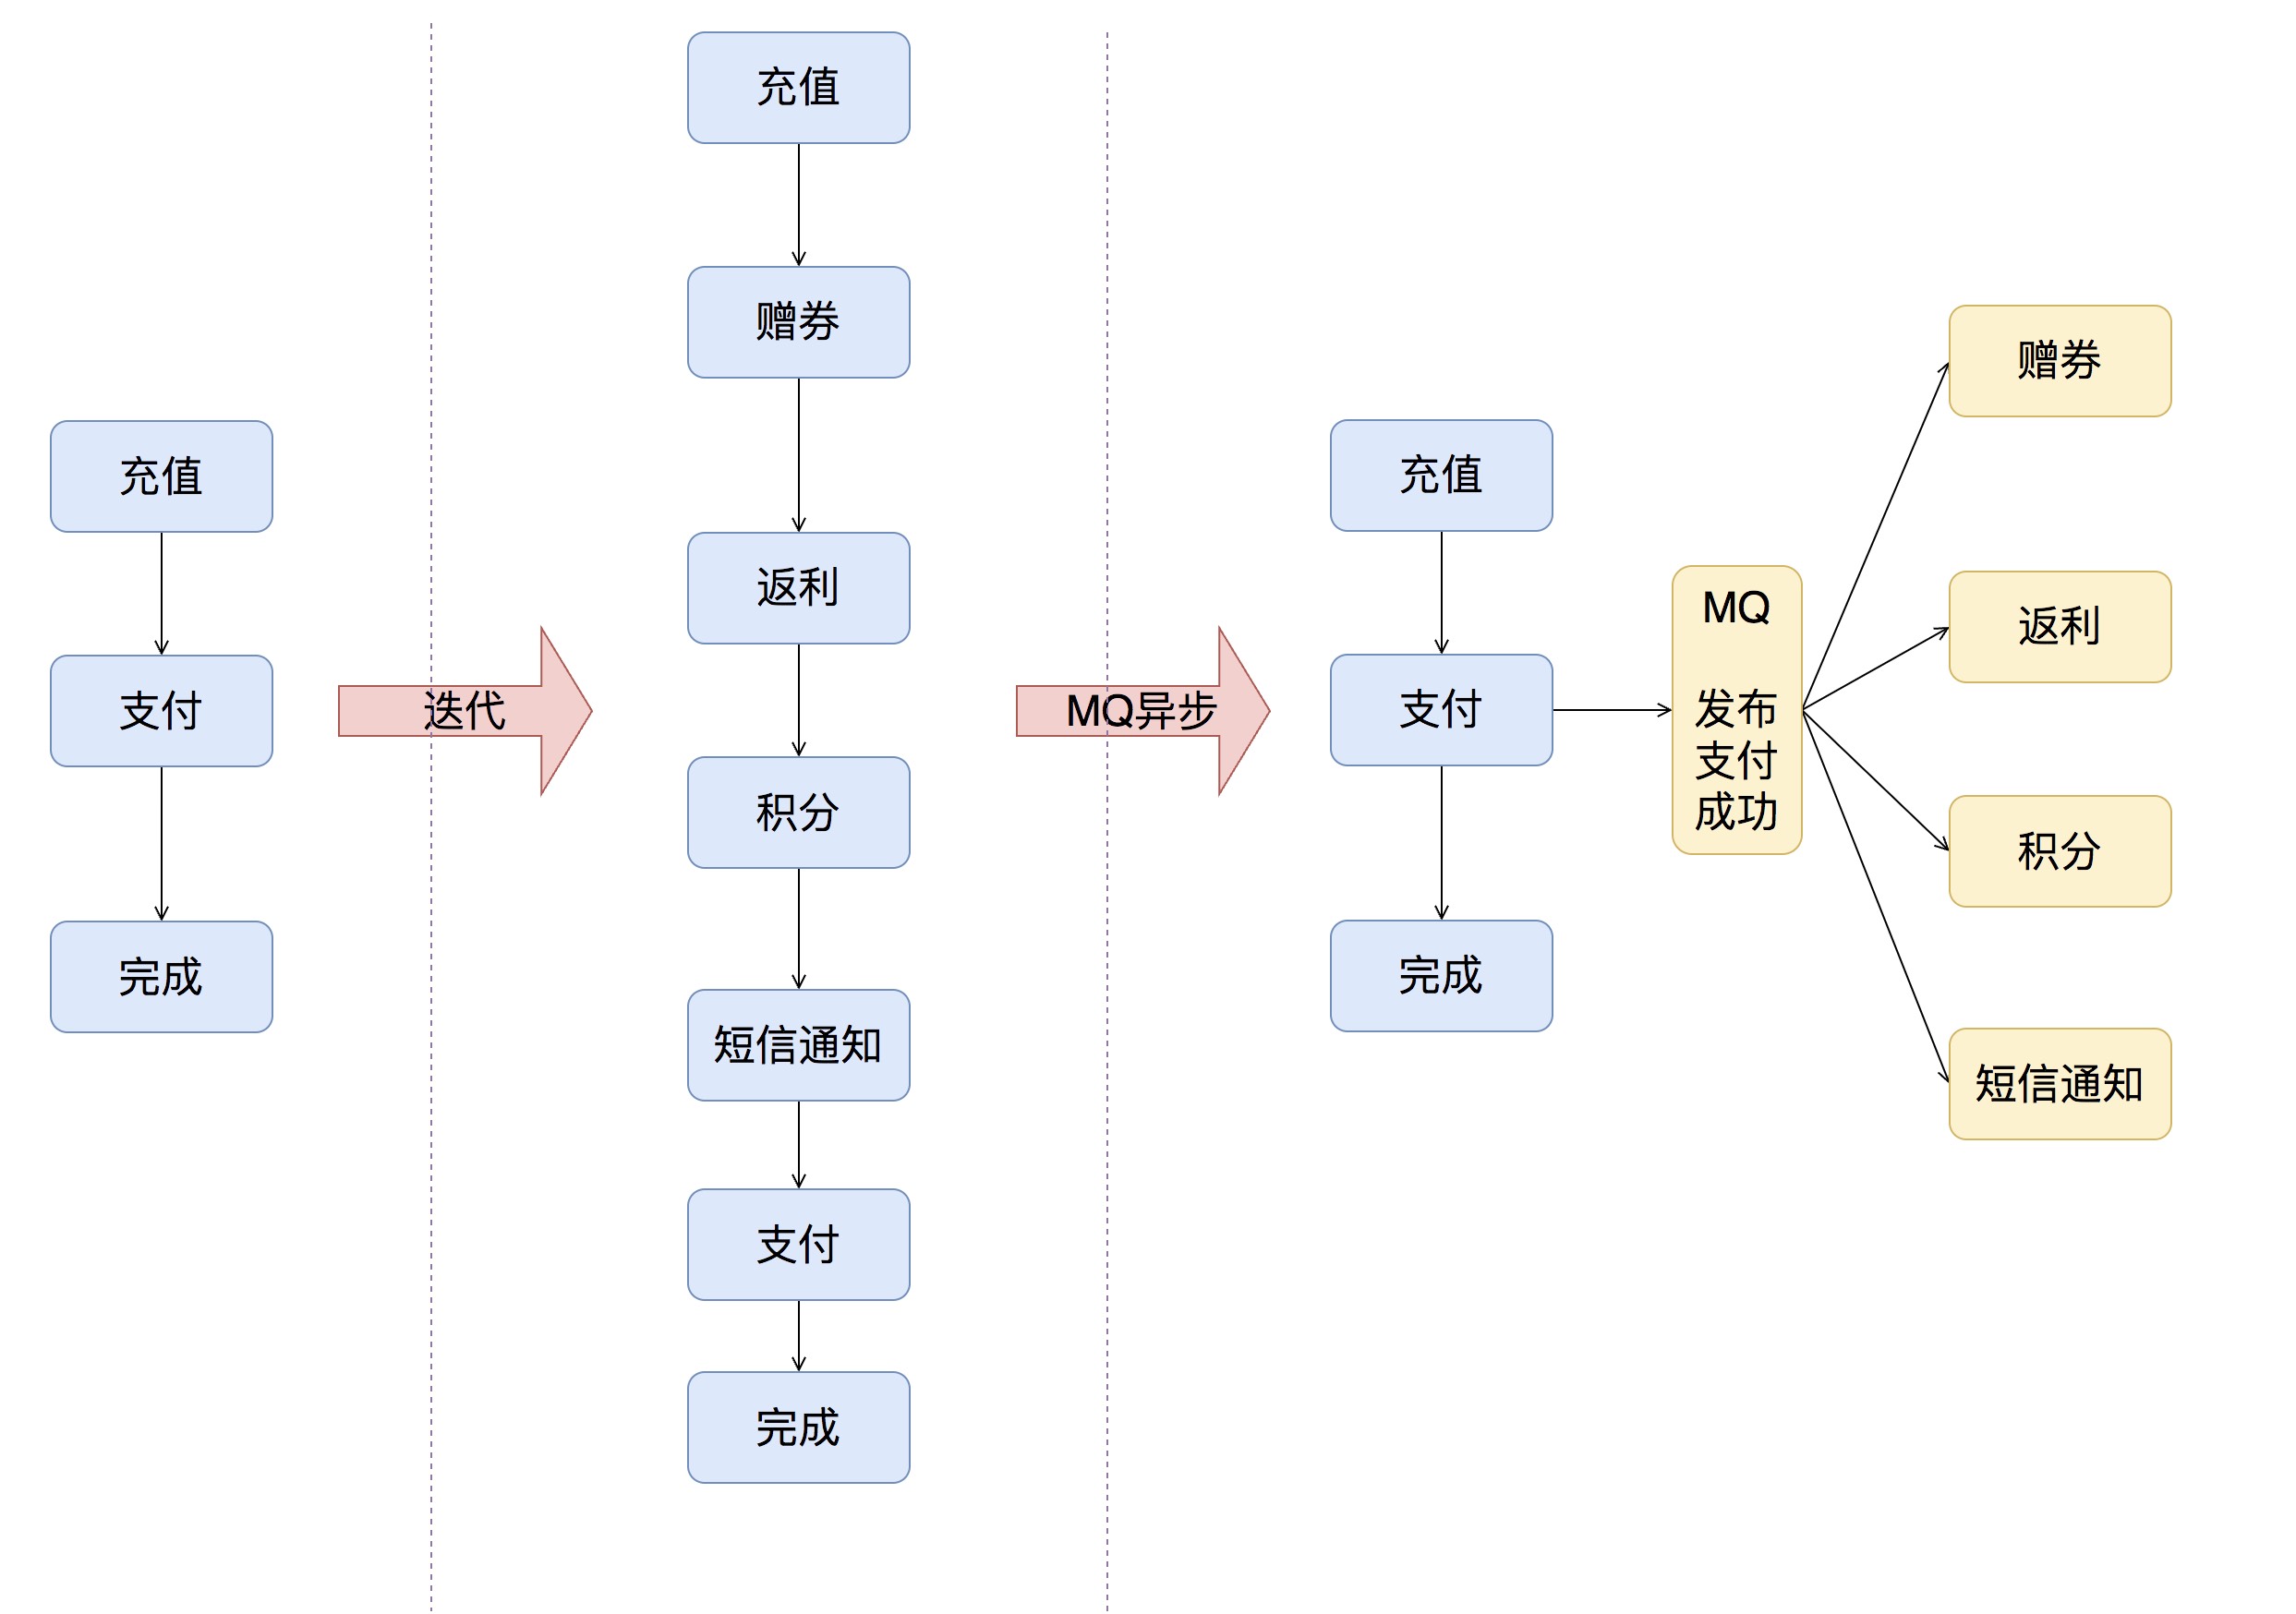 充值
支付
完成
迭代
充值
赠券
返利
积分
短信通知
支付
完成
MQ异步
充值
支付
完成
MQ
发布
支付
成功
赠券
返利
积分
短信通知